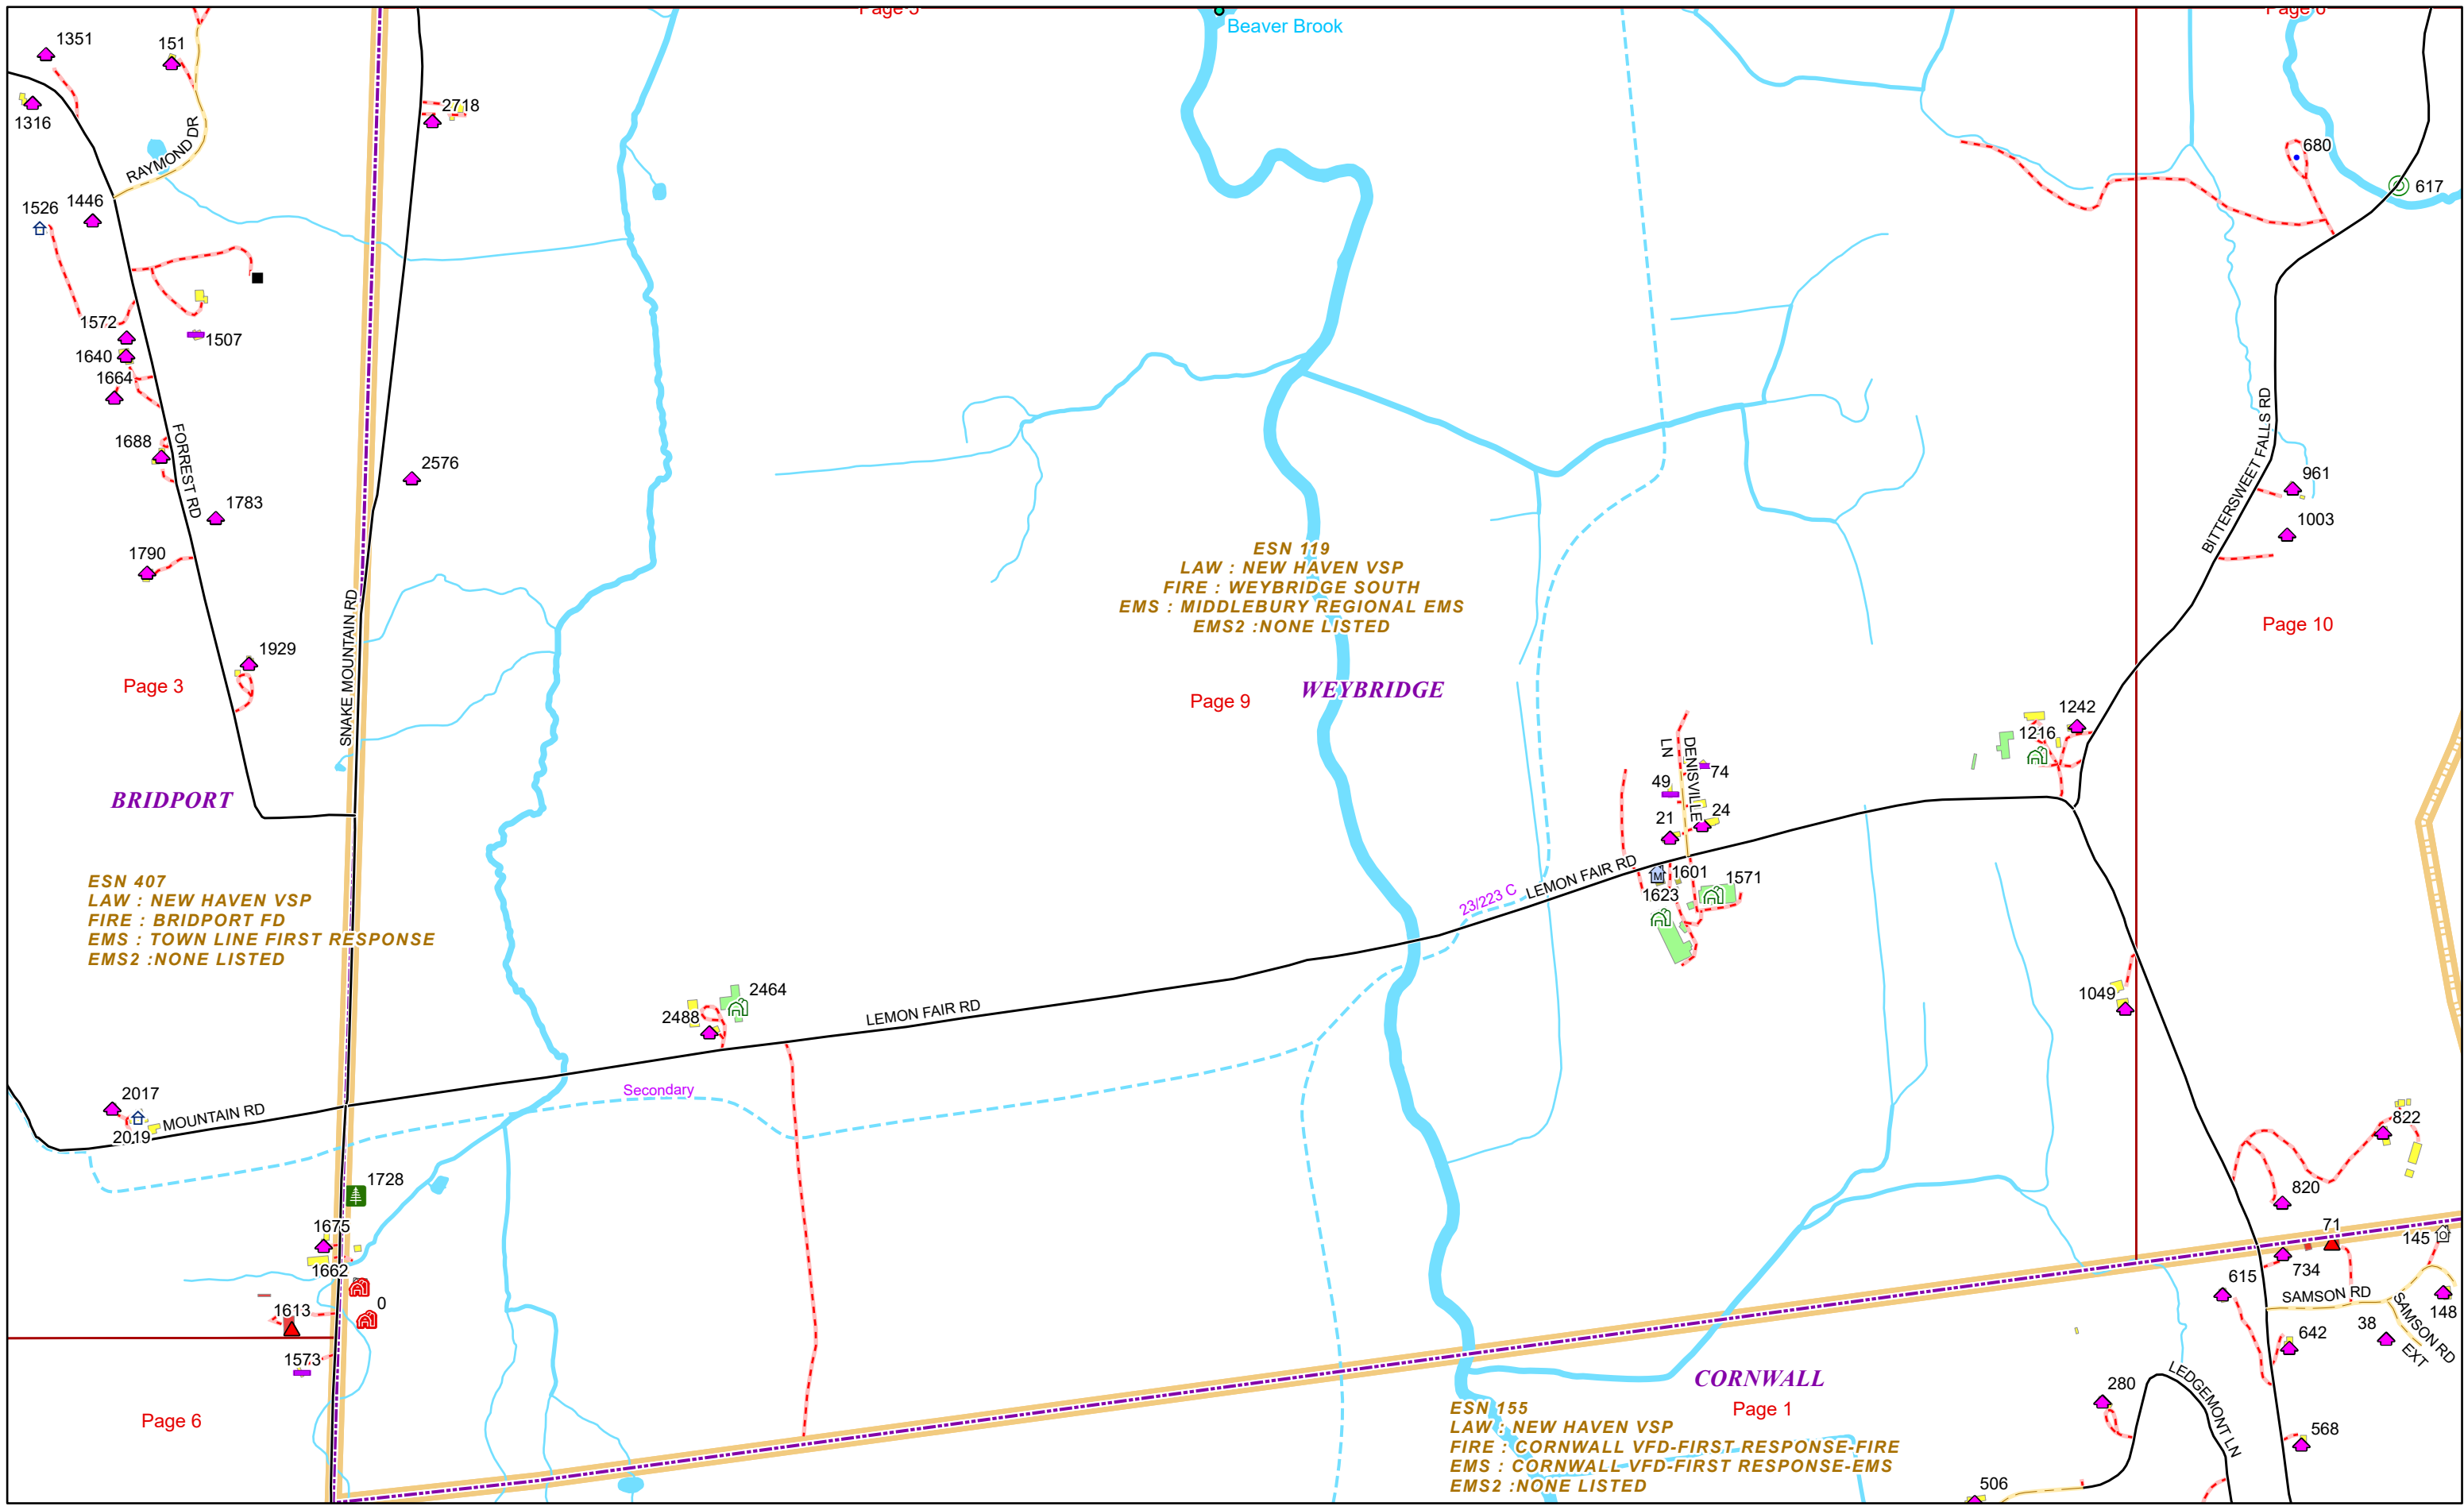 Page 5
Page 6
Beaver Brook
1351
151
1316
2718
RAYMOND DR
680
617
1526
1446
1572
1507
1640
1664
1688
FORREST RD
2576
1783
1790
BITTERSWEET FALLS RD
961
1003
ESN 119
LAW : NEW HAVEN VSP
FIRE : WEYBRIDGE SOUTH
EMS : MIDDLEBURY REGIONAL EMS
EMS2 :NONE LISTED
Page 10
1929
SNAKE MOUNTAIN RD
Page 3
WEYBRIDGE
Page 9
1242
1216
DENISVILLE
LN
74
49
24
21
BRIDPORT
ESN 407
LAW : NEW HAVEN VSP
FIRE : BRIDPORT FD
EMS : TOWN LINE FIRST RESPONSE
EMS2 :NONE LISTED
LEMON FAIR RD
23/223 C
M
1601
1571
1623
2464
2488
LEMON FAIR RD
1049
Secondary
2017
MOUNTAIN RD
2019
822
1728
820
1675
1662
71
145
734
615
1613
0
SAMSON RD
148
SAMSON RD
EXT
38
642
1573
CORNWALL
Page 1
Page 6
280
LEDGEMONT LN
568
ESN 155
LAW : NEW HAVEN VSP
FIRE : CORNWALL VFD-FIRST RESPONSE-FIRE
EMS : CORNWALL VFD-FIRST RESPONSE-EMS
EMS2 :NONE LISTED
506